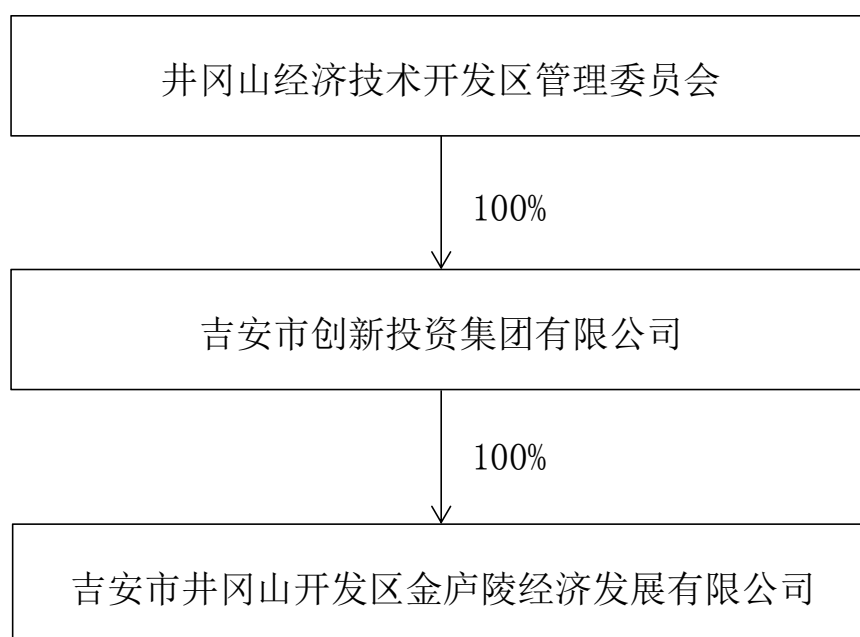 井冈山经济技术开发区管理委员会
100%
吉安市创新投资集团有限公司
100%
吉安市井冈山开发区金庐陵经济发展有限公司